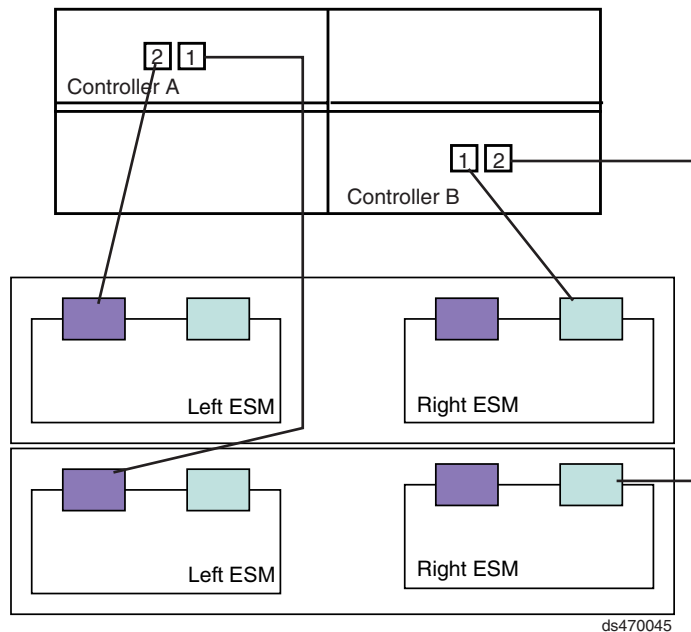 2 1
Controller A
1 2
Controller B
Left ESM
Right ESM
Left ESM
Right ESM
ds470045